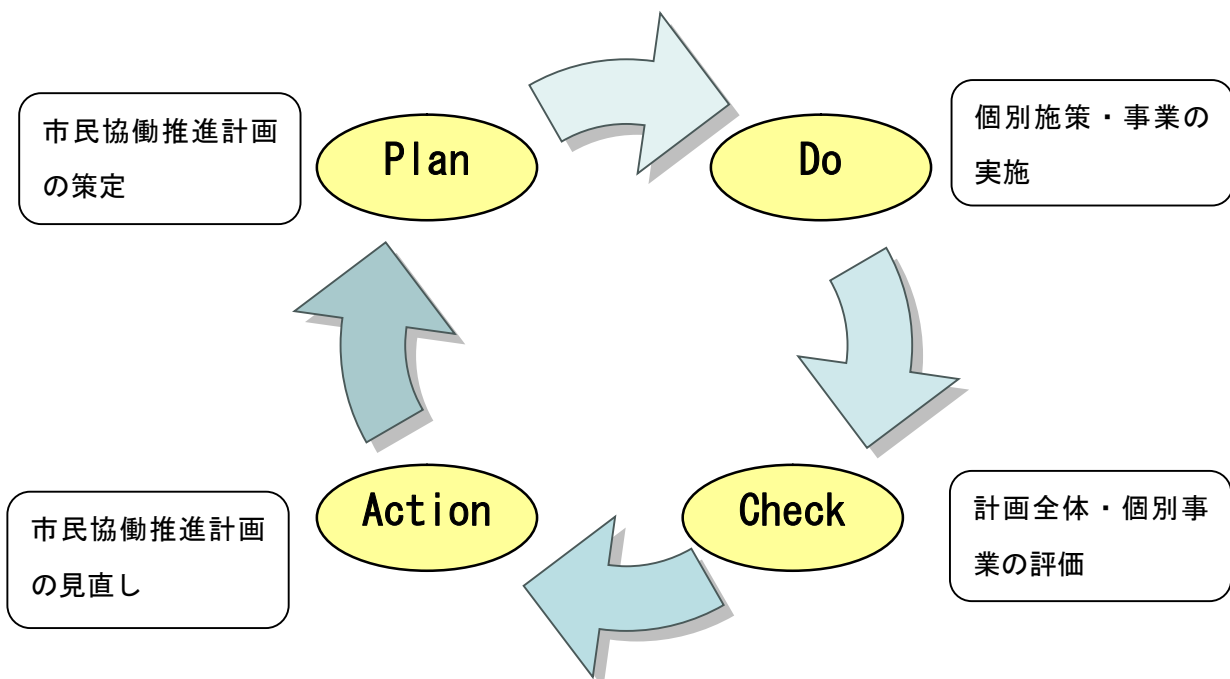 市民協働推進計画
の策定
Plan
Do
個別施策・事業の
実施
市民協働推進計画
の見直し
Action
Check
計画全体・個別事
業の評価